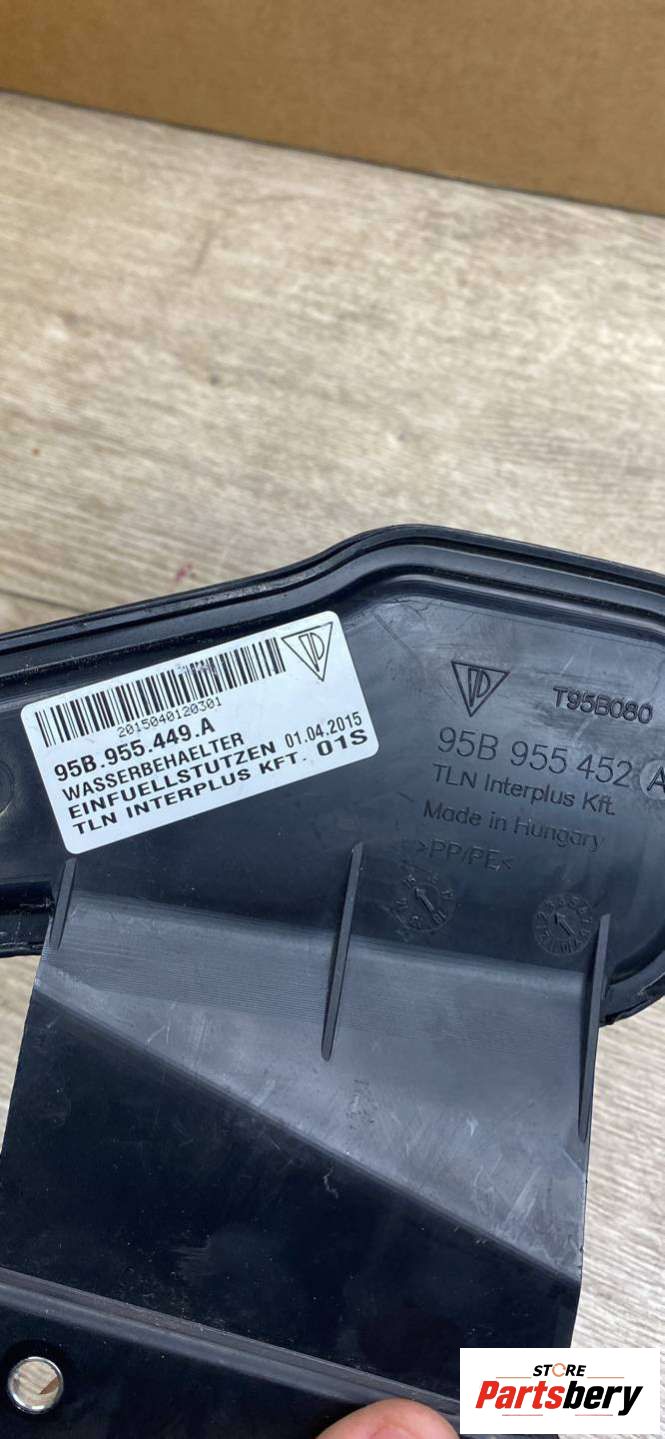 2015040120301
95B.955.449.A
WASSERBEHAELTER
EINFUELLSTUTZEN 01.04.2015
TLN INTERPLUS KFT. 01S
T95B080
95B 955 452 A
TLN Interplus Kft.
Made in Hungary
>PP/PE<
STORE
Partsbery